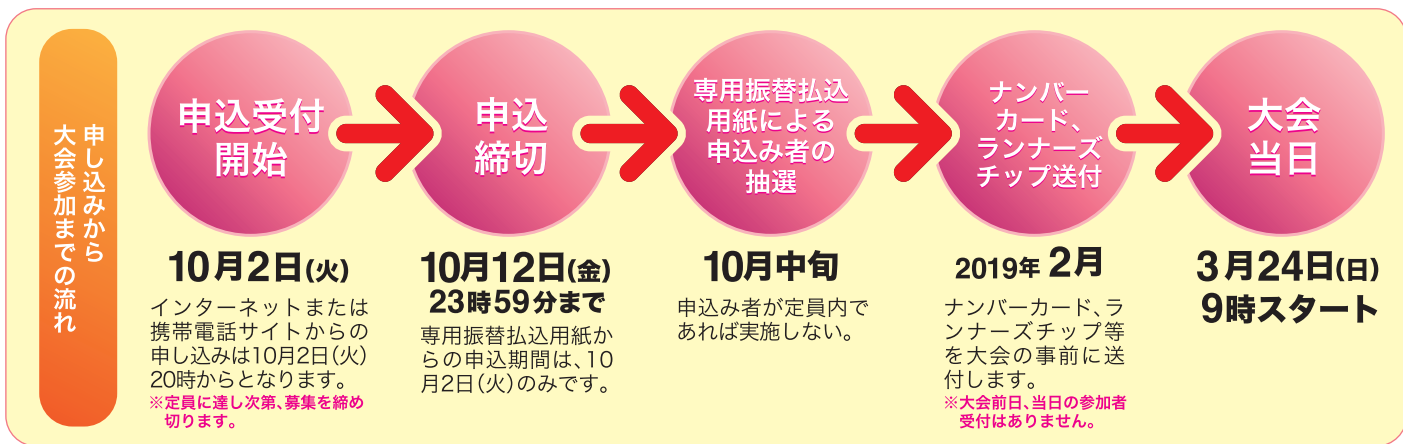 申し込みから
大会参加までの流れ
申込受付
開始
10月2日(火)
インターネットまたは
携帯電話サイトからの
申し込みは10月2日(火)
20時からとなります。
※定員に達し次第、募集を締め
切ります。
申込
締切
10月12日(金)
23時59分まで
専用振替払込用紙か
らの申込期間は、10
月2日(火)のみです。
専用振替払込
用紙による
申込み者の
抽選
10月中旬
申込み者が定員内で
あれば実施しない。
ナンバー
カード、
ランナーズ
チップ送付
2019年 2月
ナンバーカード、ラ
ンナーズチップ等
を大会の事前に送
付します。
※大会前日、当日の参加者
受付はありません。
大会
当日
3月24日(日)
9時スタート